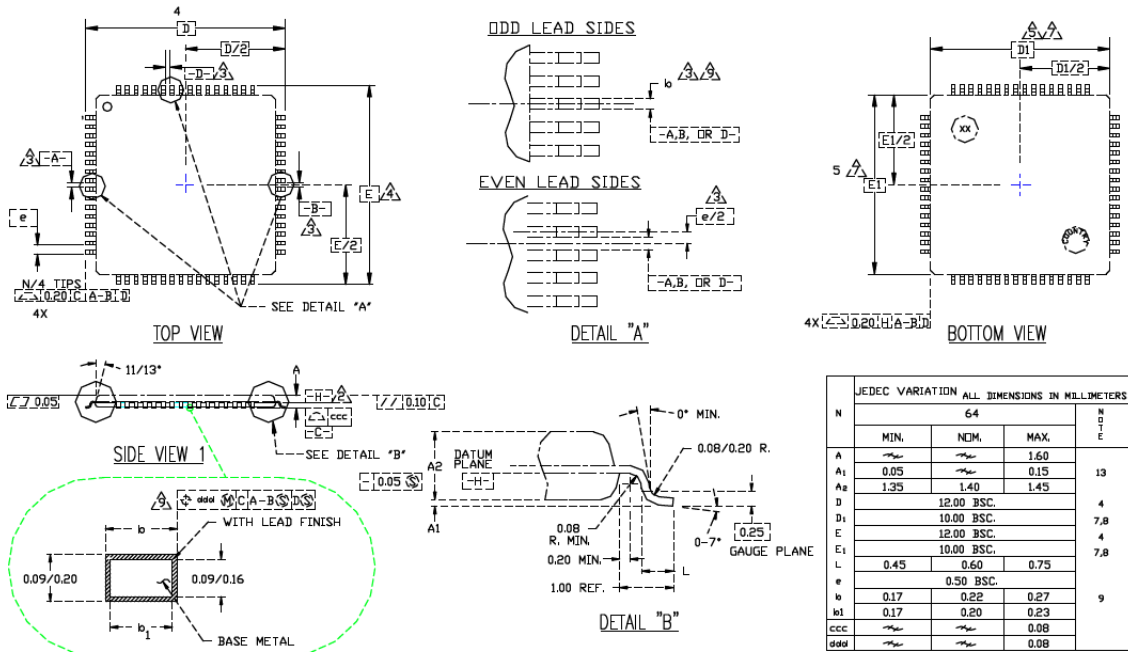 4
D
D/2
-D- 3
3 -A-
e
N/4 TIPS
0.20 C A-B D
4X
E 4
-B-
3
E/2
SEE DETAIL "A"
TOP VIEW
ODD LEAD SIDES
b 3 9
-A,B, OR D-
EVEN LEAD SIDES
3
e/2
-A,B, OR D-
DETAIL "A"
5 7
D1
D1/2
XX
E1/2
5 7
E1
COUNTRY
4X 0.20 H A-B D
BOTTOM VIEW
11/13°
A
0.05
-H- 2
ccc
-C-
// 0.10 C
SEE DETAIL "B"
SIDE VIEW 1
9 ddd M C A-B S D S
WITH LEAD FINISH
b
0.09/0.20
0.09/0.16
b1
BASE METAL
0° MIN.
0.08/0.20 R.
A2
DATUM
PLANE
-H-
0.05 S
A1
0.08
R. MIN.
0.20 MIN.
1.00 REF.
L
0-7°
0.25
GAUGE PLANE
DETAIL "B"
JEDEC VARIATION ALL DIMENSIONS IN MILLIMETERS
N 64 NOTE
MIN. NOM. MAX.
A 1.60
A1 0.05 0.15 13
A2 1.35 1.40 1.45
D 12.00 BSC. 4
D1 10.00 BSC. 7,8
E 12.00 BSC. 4
E1 10.00 BSC. 7,8
L 0.45 0.60 0.75
e 0.50 BSC.
b 0.17 0.22 0.27 9
b1 0.17 0.20 0.23
ccc 0.08
ddd 0.08